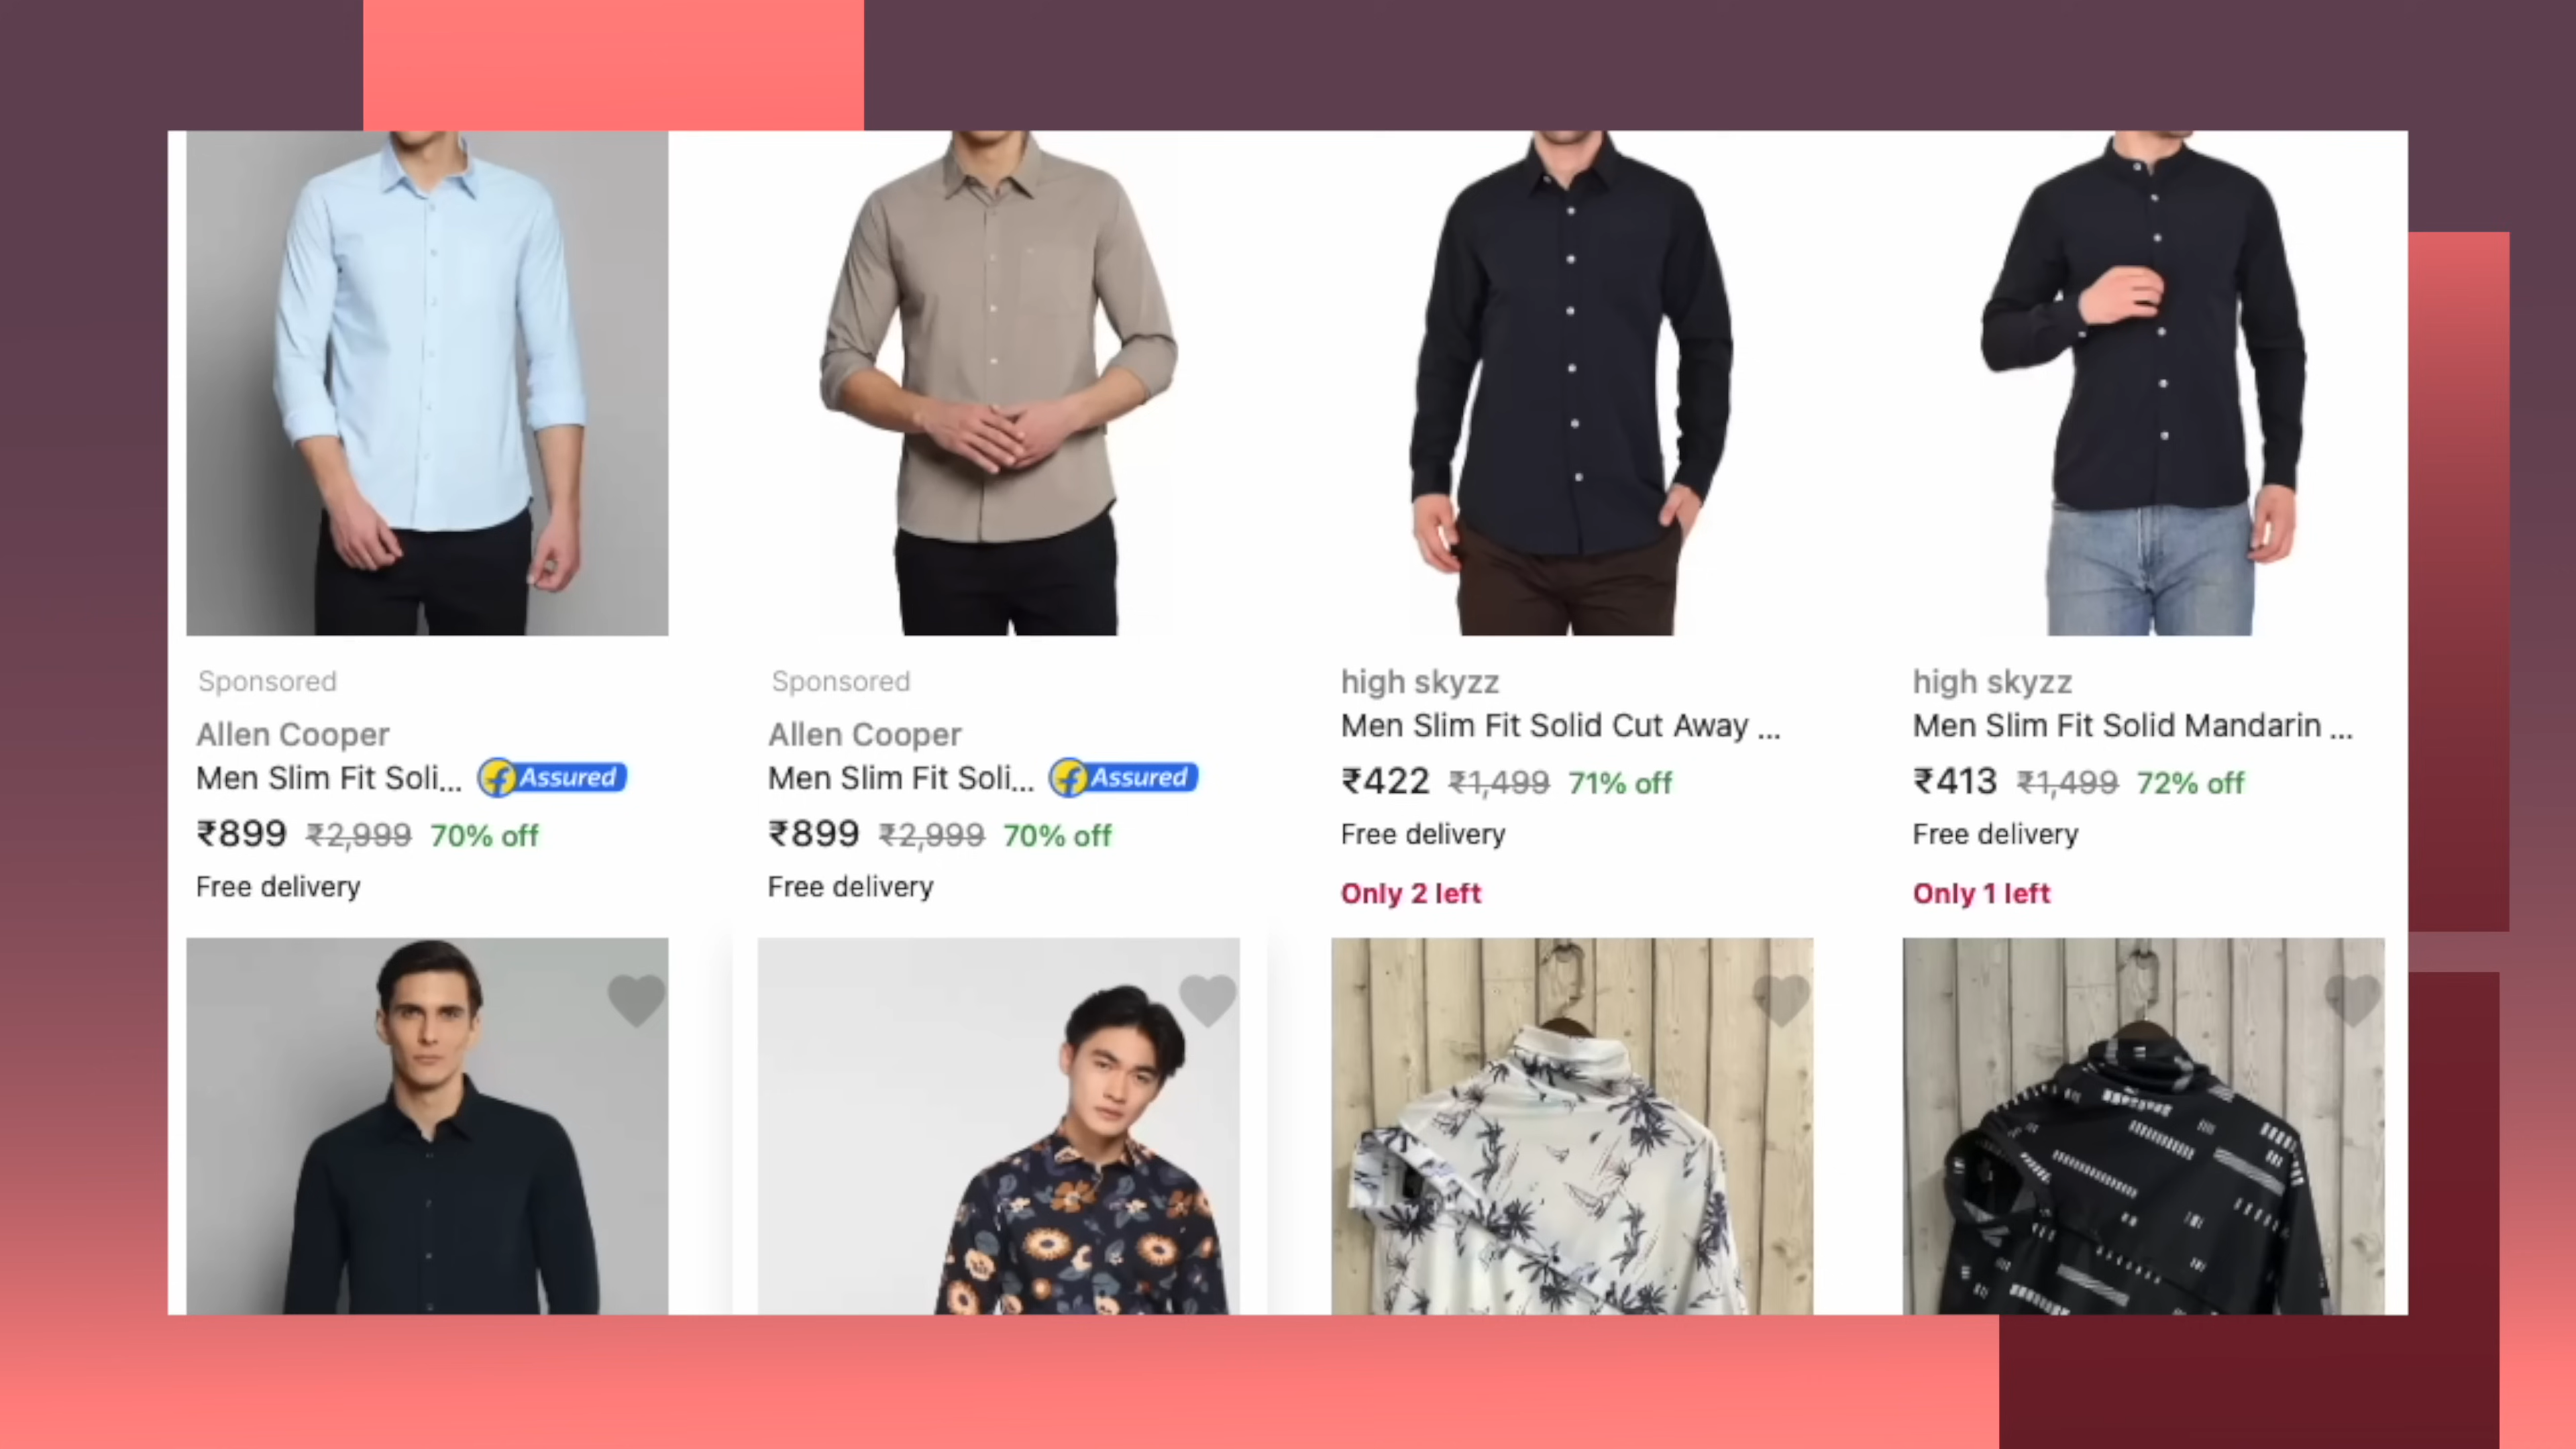 Sponsored
Allen Cooper
Men Slim Fit Soli... Assured
₹899 ₹2,999 70% off
Free delivery
Sponsored
Allen Cooper
Men Slim Fit Soli... Assured
₹899 ₹2,999 70% off
Free delivery
high skyzz
Men Slim Fit Solid Cut Away ...
₹422 ₹1,499 71% off
Free delivery
Only 2 left
high skyzz
Men Slim Fit Solid Mandarin ...
₹413 ₹1,499 72% off
Free delivery
Only 1 left